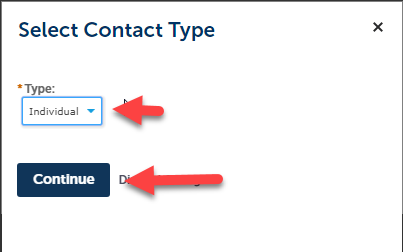 Select Contact Type
×
* Type:
Individual
Continue